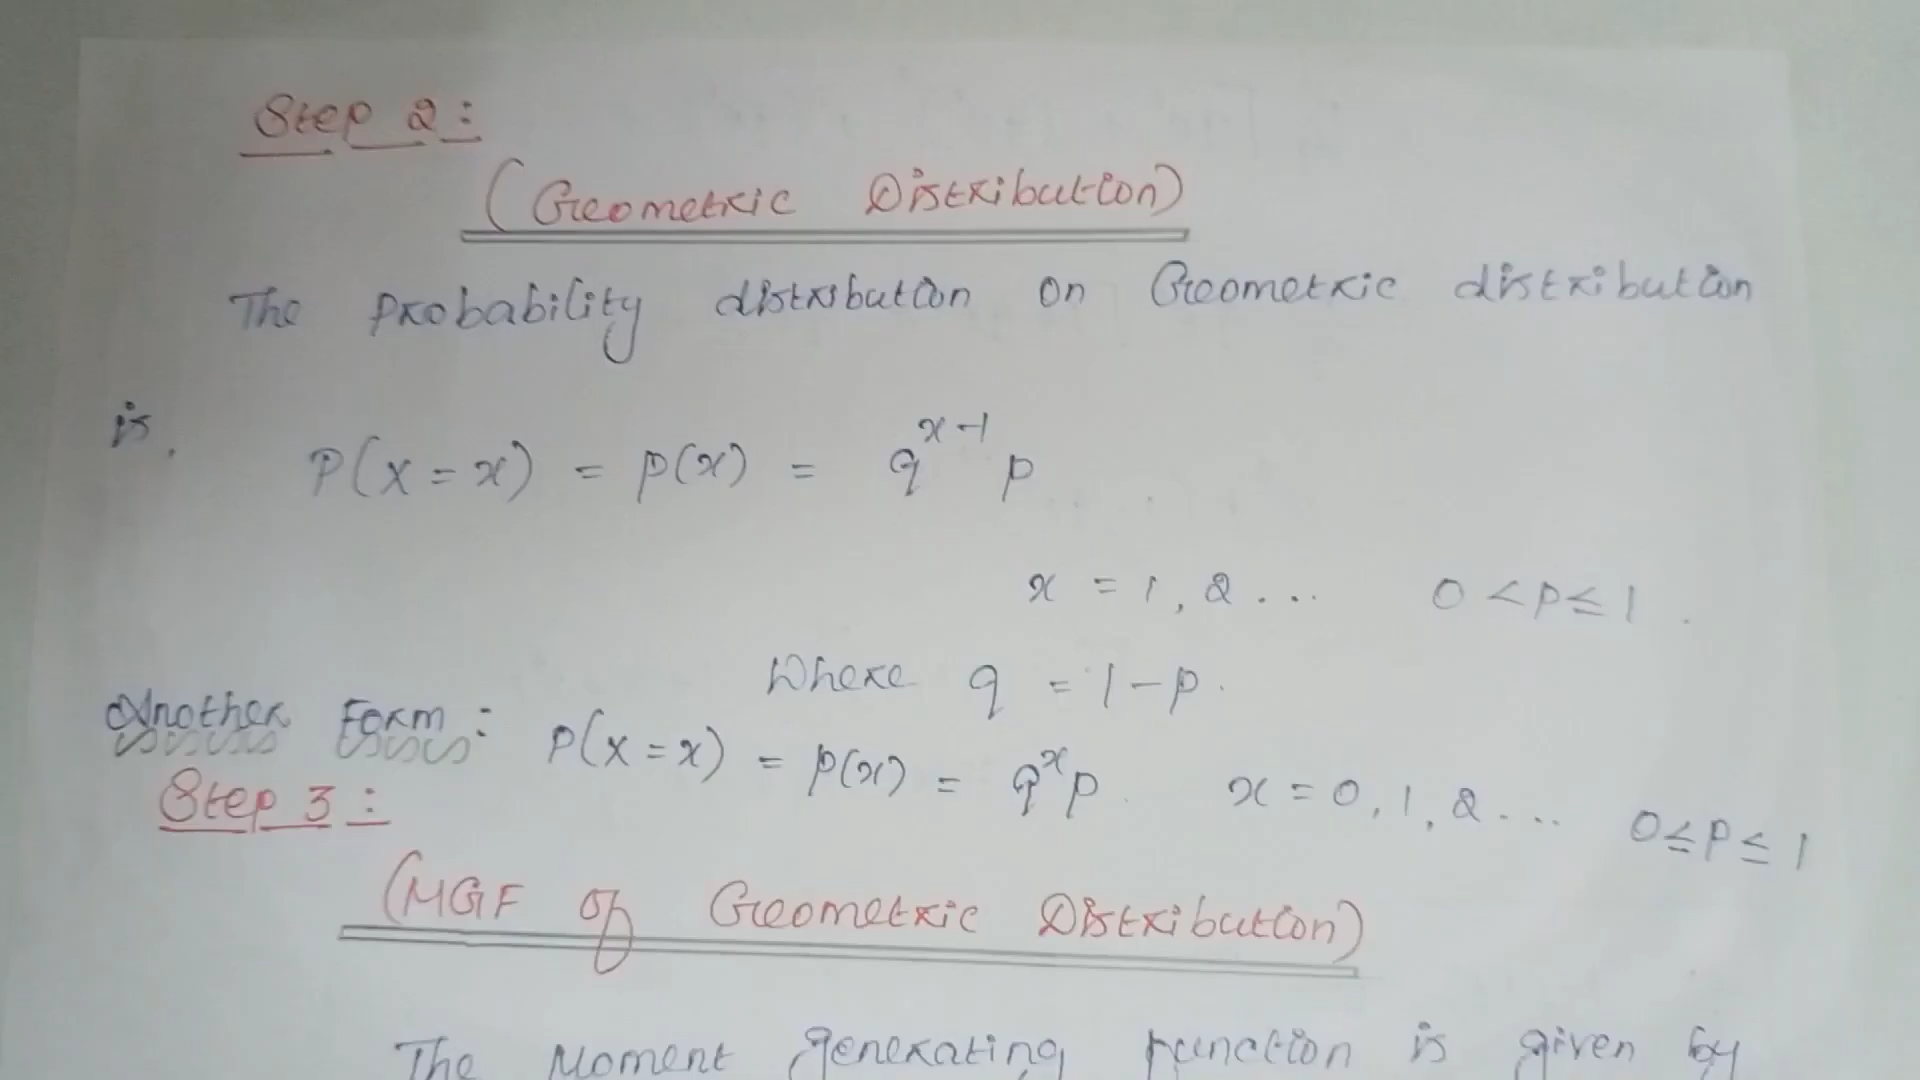 Step 2:
(Geometric Distribution)
The Probability distribution on Geometric distribution
is.
P(X = x) = p(x) = q^{x-1} p
x = 1, 2 ... 0 < p ≤ 1.
Where q = 1 - p.
Another Form: P(X = x) = p(x) = q^x p. x = 0, 1, 2 ... 0 ≤ p ≤ 1
Step 3:
(MGF of Geometric Distribution)
The Moment generating function is given by